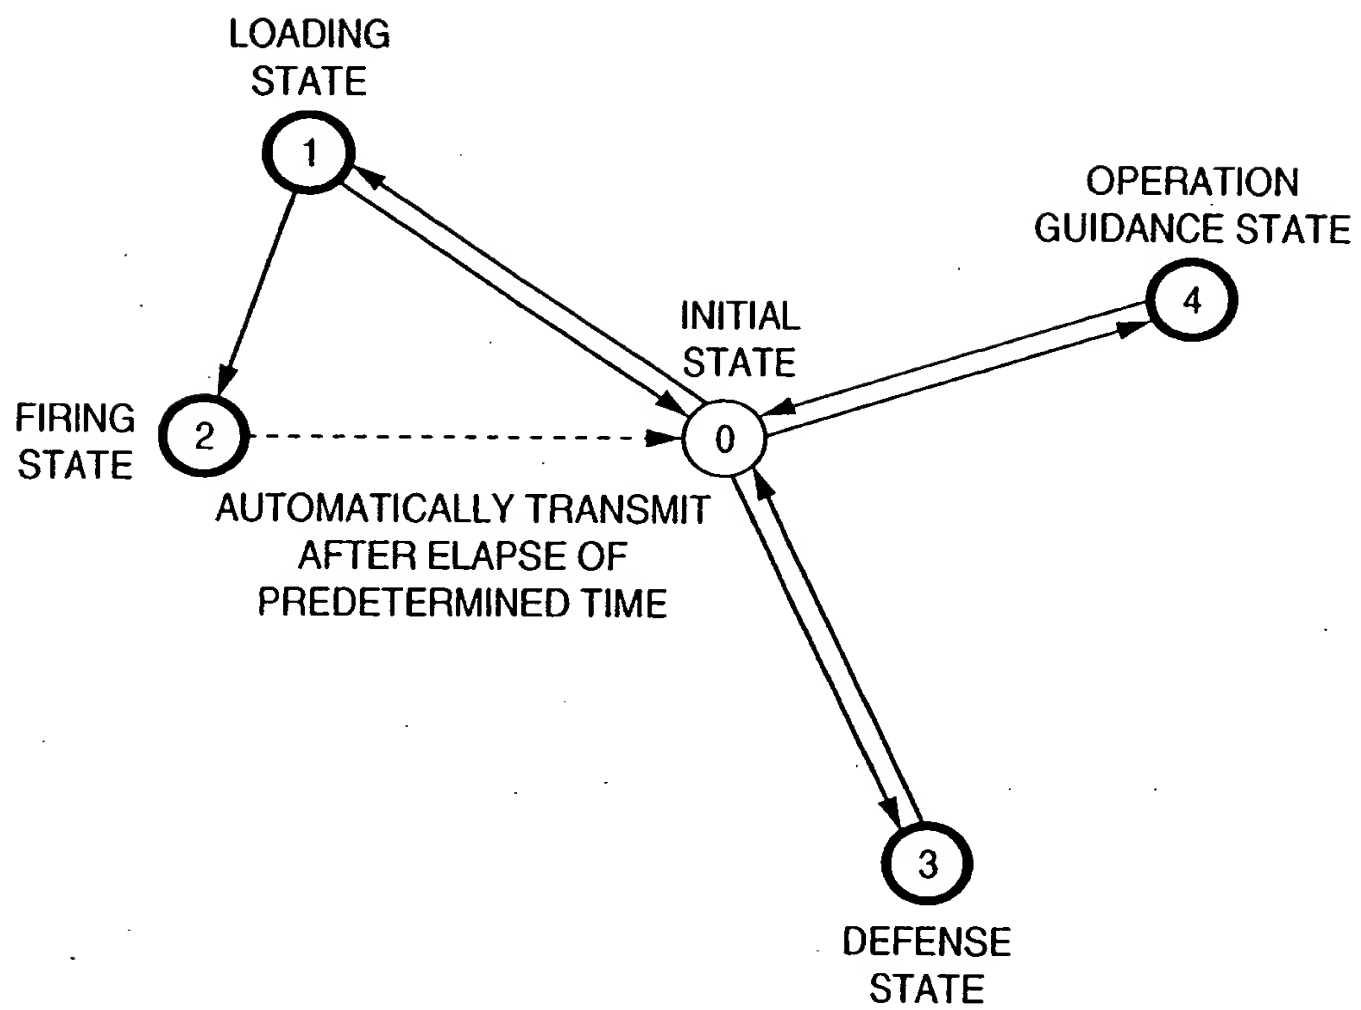 LOADING
STATE
1
OPERATION
GUIDANCE STATE
4
INITIAL
STATE
0
FIRING
STATE
2
AUTOMATICALLY TRANSMIT
AFTER ELAPSE OF
PREDETERMINED TIME
3
DEFENSE
STATE